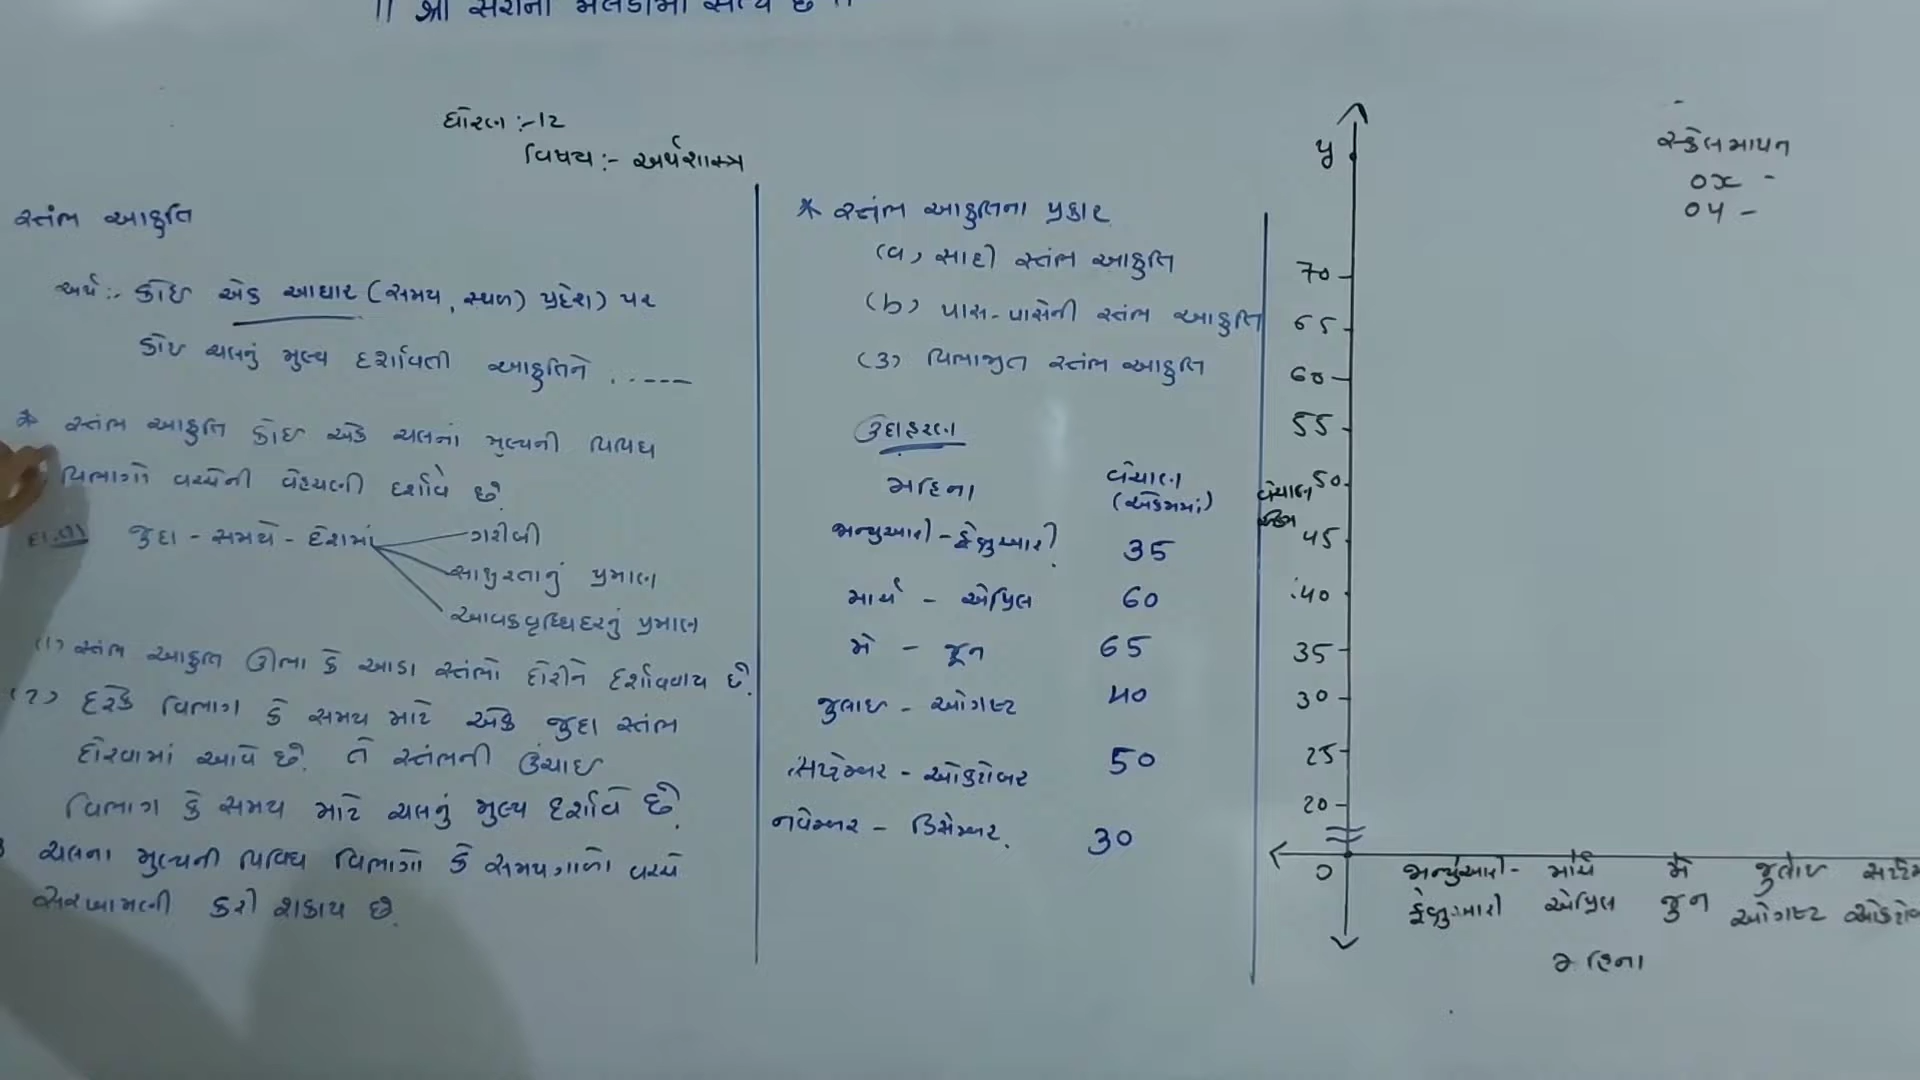 ધોરણ :- 12
વિષય :- અર્થશાસ્ત્ર
સ્તંભ આકૃતિ
અર્થ :- કોઈ એક આધાર (સમય, સ્થળ) પ્રદેશ) પર
કોઈ ચલનું મુલ્ય દર્શાવતી આકૃતિને .. ----
* સ્તંભ આકૃતિ કોઈ એક ચલનાં મુલ્યની વિવિધ
વિભાગો વચ્ચેની વહેચણી દર્શાવે છે.
દા.ત.
જુદા - સમયે - દેશમાં
ગરીબી
સાક્ષરતાનું પ્રમાણ
આવકવૃધ્ધિદરનું પ્રમાણ
(1) સ્તંભ આકૃતિ ઊભા કે આડા સ્તંભો દોરીને દર્શાવવાય છે.
(2) દરેક વિભાગ કે સમય માટે એક જુદા સ્તંભ
દોરવામાં આવે છે. તે સ્તંભની ઉંચાઈ
વિભાગ કે સમય માટે ચલનું મુલ્ય દર્શાવે છે.
ચલના મુલ્યની વિવિધ વિભાગો કે સમયગાળો વચ્ચે
સરખામણી કરી શકાય છે.
* સ્તંભ આકૃતિના પ્રકાર
(a) સાદી સ્તંભ આકૃતિ
(b) પાસ-પાસેની સ્તંભ આકૃતિ
(3) વિભાજીત સ્તંભ આકૃતિ
ઉદાહરણ
મહિના વેચાણ
(એકમમાં)
જાન્યુઆરી - ફેબ્રુઆરી 35
માર્ચ - એપ્રિલ 60
મે - જૂન 65
જુલાઈ - ઓગષ્ટ 40
સપ્ટેમ્બર - ઓક્ટોબર 50
નવેમ્બર - ડિસેમ્બર. 30
સ્કેલમાપન
ox -
oy -
y
70
65
60
55
50
વેચાણ
એકમ
45
40
35
30
25
20
0
જાન્યુઆરી - માર્ચ મે જુલાઈ
ફેબ્રુઆરી એપ્રિલ જુન ઓગષ્ટ
મહિના